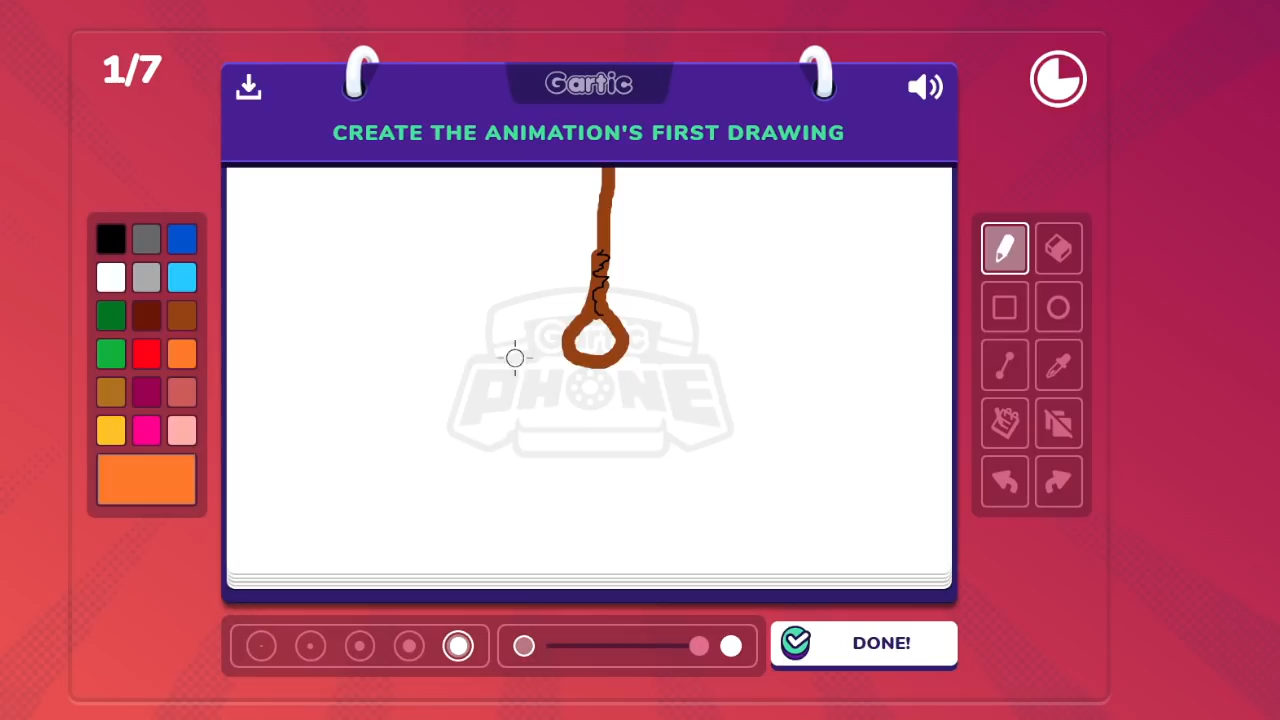 1/7
Gartic
CREATE THE ANIMATION'S FIRST DRAWING
Gartic
PHONE
DONE!